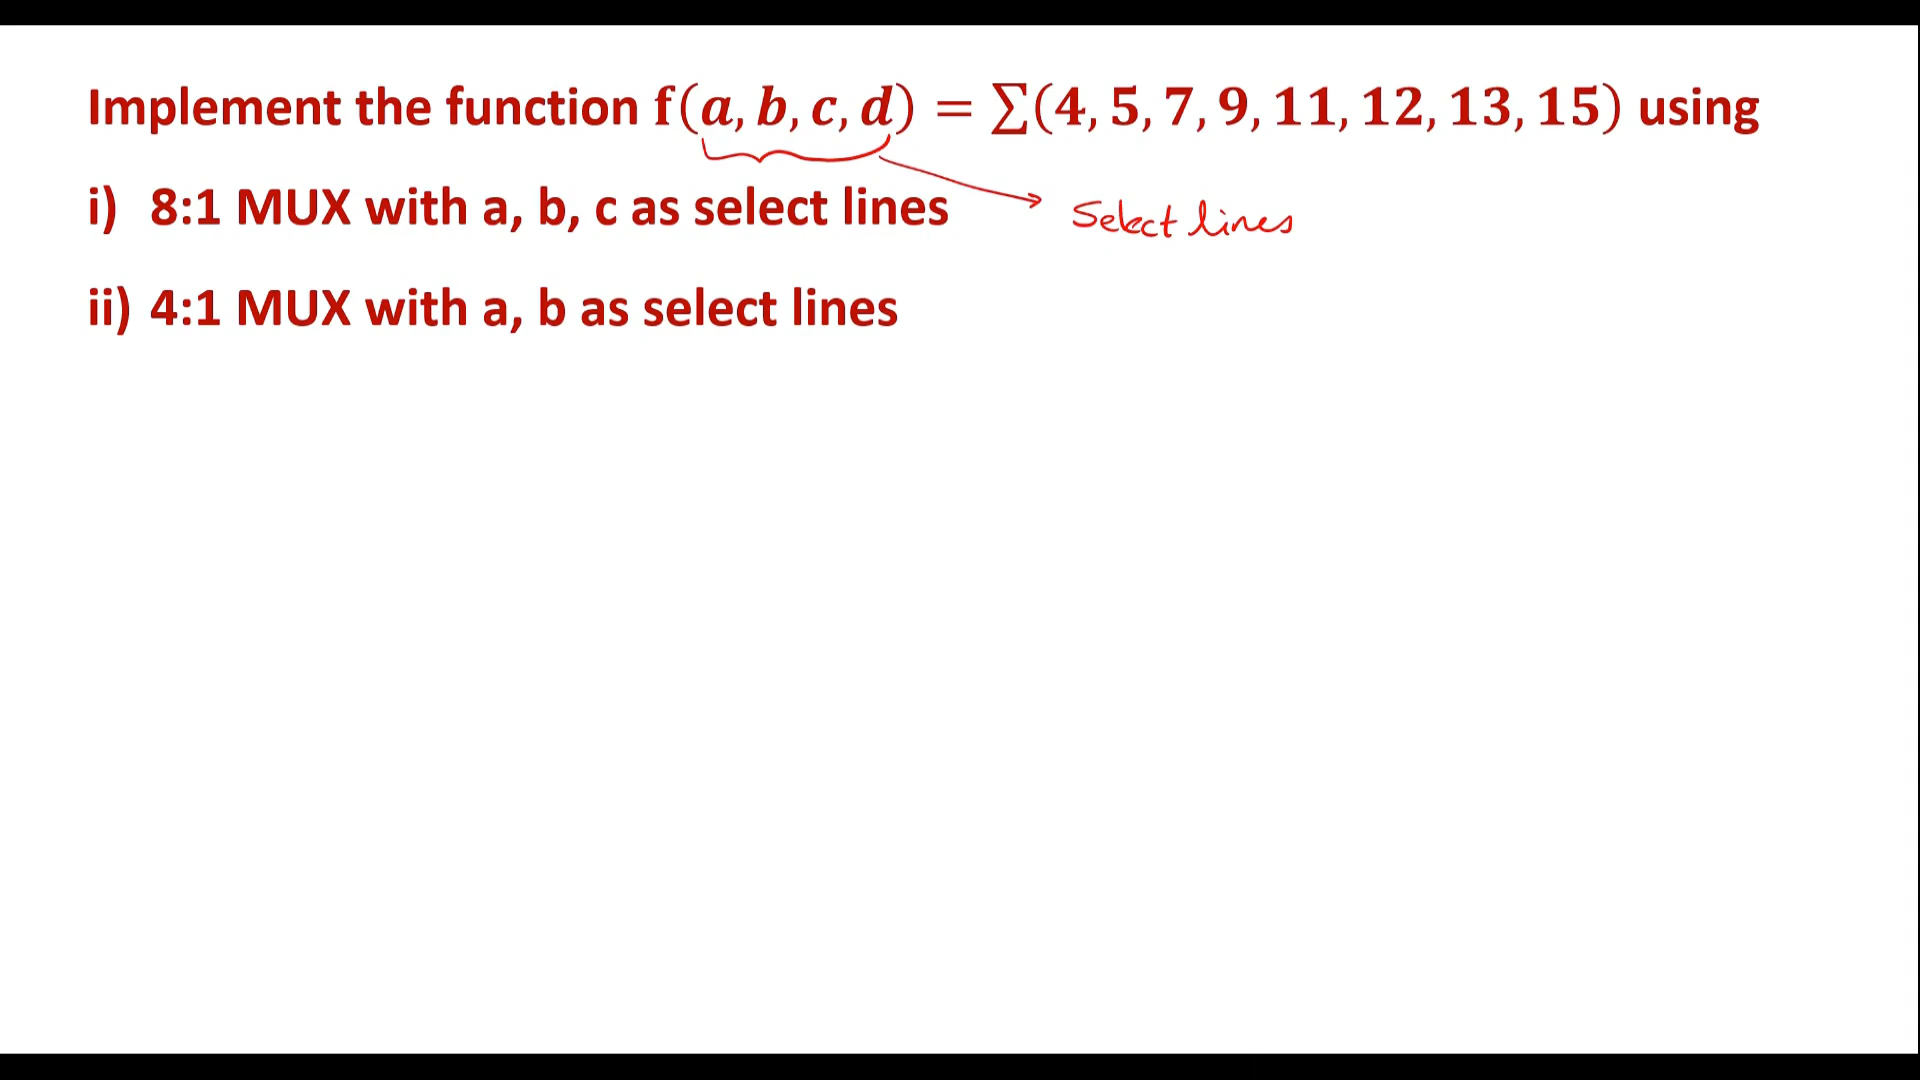 Implement the function f(a, b, c, d) = ∑(4, 5, 7, 9, 11, 12, 13, 15) using
i) 8:1 MUX with a, b, c as select lines
Select lines
ii) 4:1 MUX with a, b as select lines